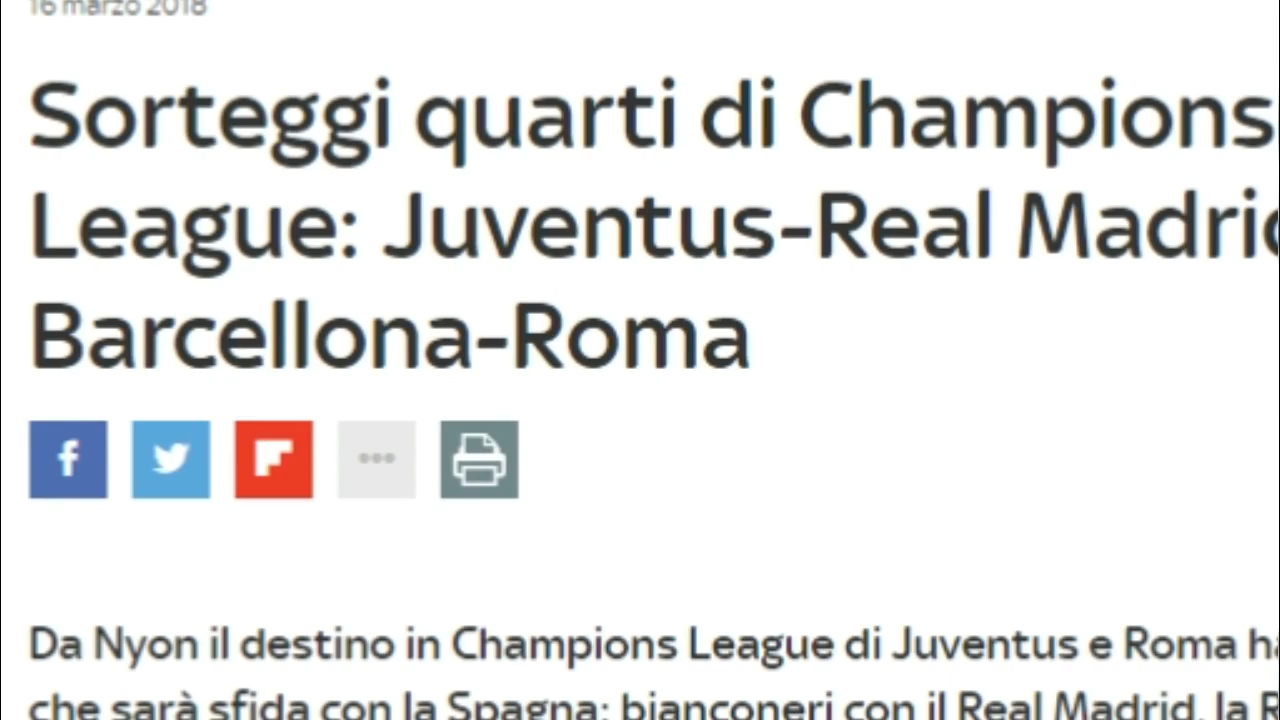 16 marzo 2018
Sorteggi quarti di Champions
League: Juventus-Real Madrid
Barcellona-Roma
Da Nyon il destino in Champions League di Juventus e Roma ha
che sarà sfida con la Spagna: bianconeri con il Real Madrid, la R